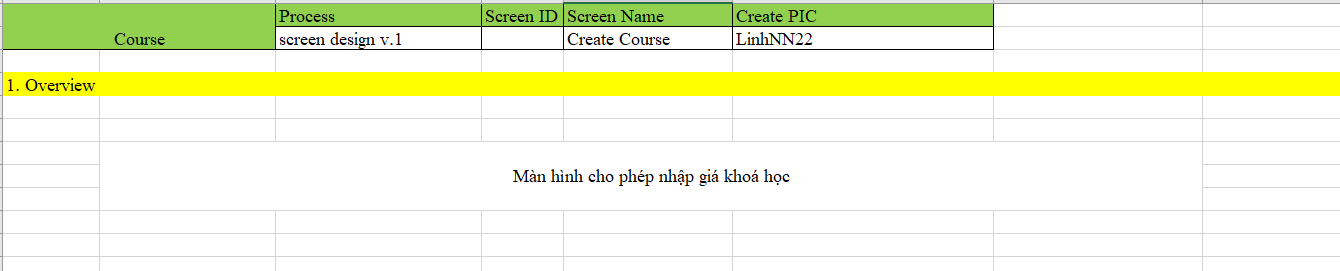 Process Screen ID Screen Name Create PIC
Course screen design v.1 Create Course LinhNN22
1. Overview
Màn hình cho phép nhập giá khoá học